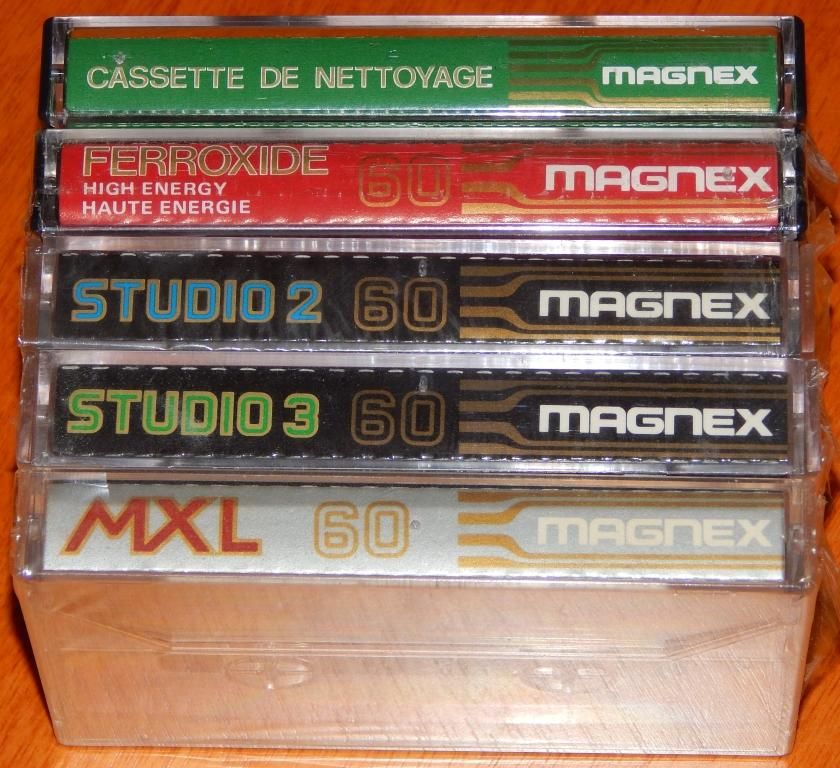 CASSETTE DE NETTOYAGE MAGNEX
FERROXIDE 60 MAGNEX
HIGH ENERGY
HAUTE ENERGIE
STUDIO 2 60 MAGNEX
STUDIO 3 60 MAGNEX
MXL 60 MAGNEX